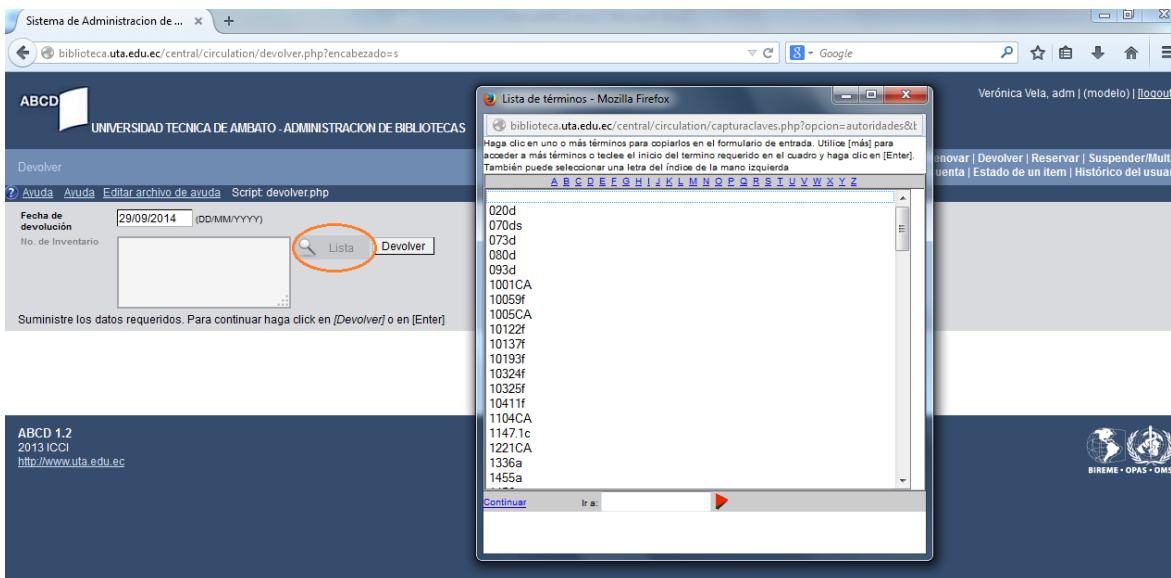 Sistema de Administracion de ... × +
biblioteca.uta.edu.ec/central/circulation/devolver.php?encabezado=s
Google
ABCD
UNIVERSIDAD TECNICA DE AMBATO - ADMINISTRACION DE BIBLIOTECAS
Verónica Vela, adm | (modelo) | [logout
Devolver
enovar | Devolver | Reservar | Suspender/Mult
uenta | Estado de un item | Histórico del usuar
Ayuda Ayuda Editar archivo de ayuda Script: devolver.php
Fecha de
devolución
29/09/2014 (DD/MM/YYYY)
No. de Inventario
Lista Devolver
Suministre los datos requeridos. Para continuar haga click en [Devolver] o en [Enter]
Lista de términos - Mozilla Firefox
biblioteca.uta.edu.ec/central/circulation/capturaclaves.php?opcion=autoridades&t
Haga clic en uno o más términos para copiarlos en el formulario de entrada. Utilice [más] para
acceder a más términos o teclee el inicio del termino requerido en el cuadro y haga clic en [Enter].
También puede seleccionar una letra del índice de la mano izquierda
A B C D E F G H I J K L M N O P Q R S T U V W X Y Z
020d
070ds
073d
080d
093d
1001CA
10059f
1005CA
10122f
10137f
10193f
10324f
10325f
10411f
1104CA
1147.1c
1221CA
1336a
1455a
Continuar Ir a:
ABCD 1.2
2013 ICCI
http://www.uta.edu.ec
BIREME • OPAS • OMS